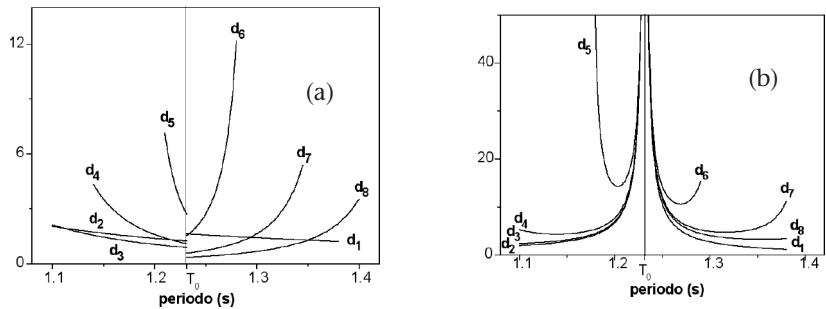 12
6
0
1.1
1.2
T0
1.3
1.4
periodo (s)
(a)
d1
d2
d3
d4
d5
d6
d7
d8
40
20
0
1.1
1.2
T0
1.3
1.4
periodo (s)
(b)
d5
d6
d7
d4
d3
d2
d8
d1